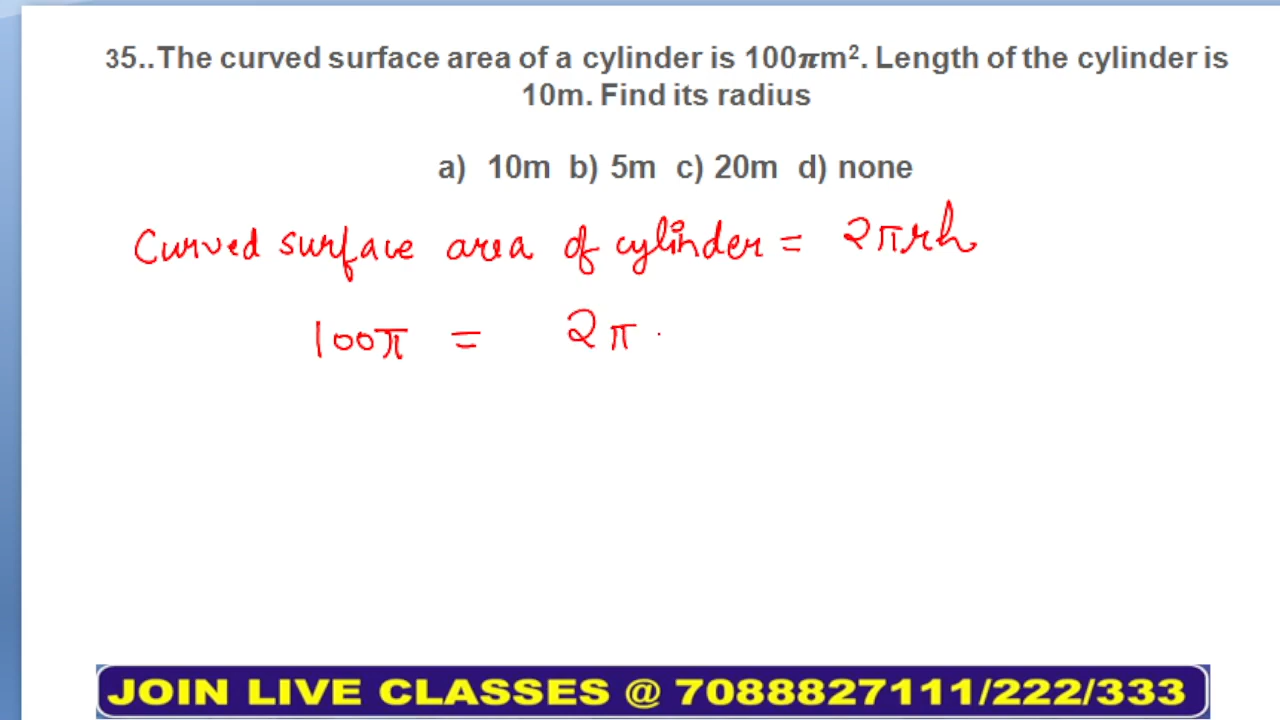 35..The curved surface area of a cylinder is 100πm². Length of the cylinder is
10m. Find its radius
a) 10m b) 5m c) 20m d) none
Curved surface area of cylinder = 2πrh
100π = 2π .
JOIN LIVE CLASSES @ 7088827111/222/333